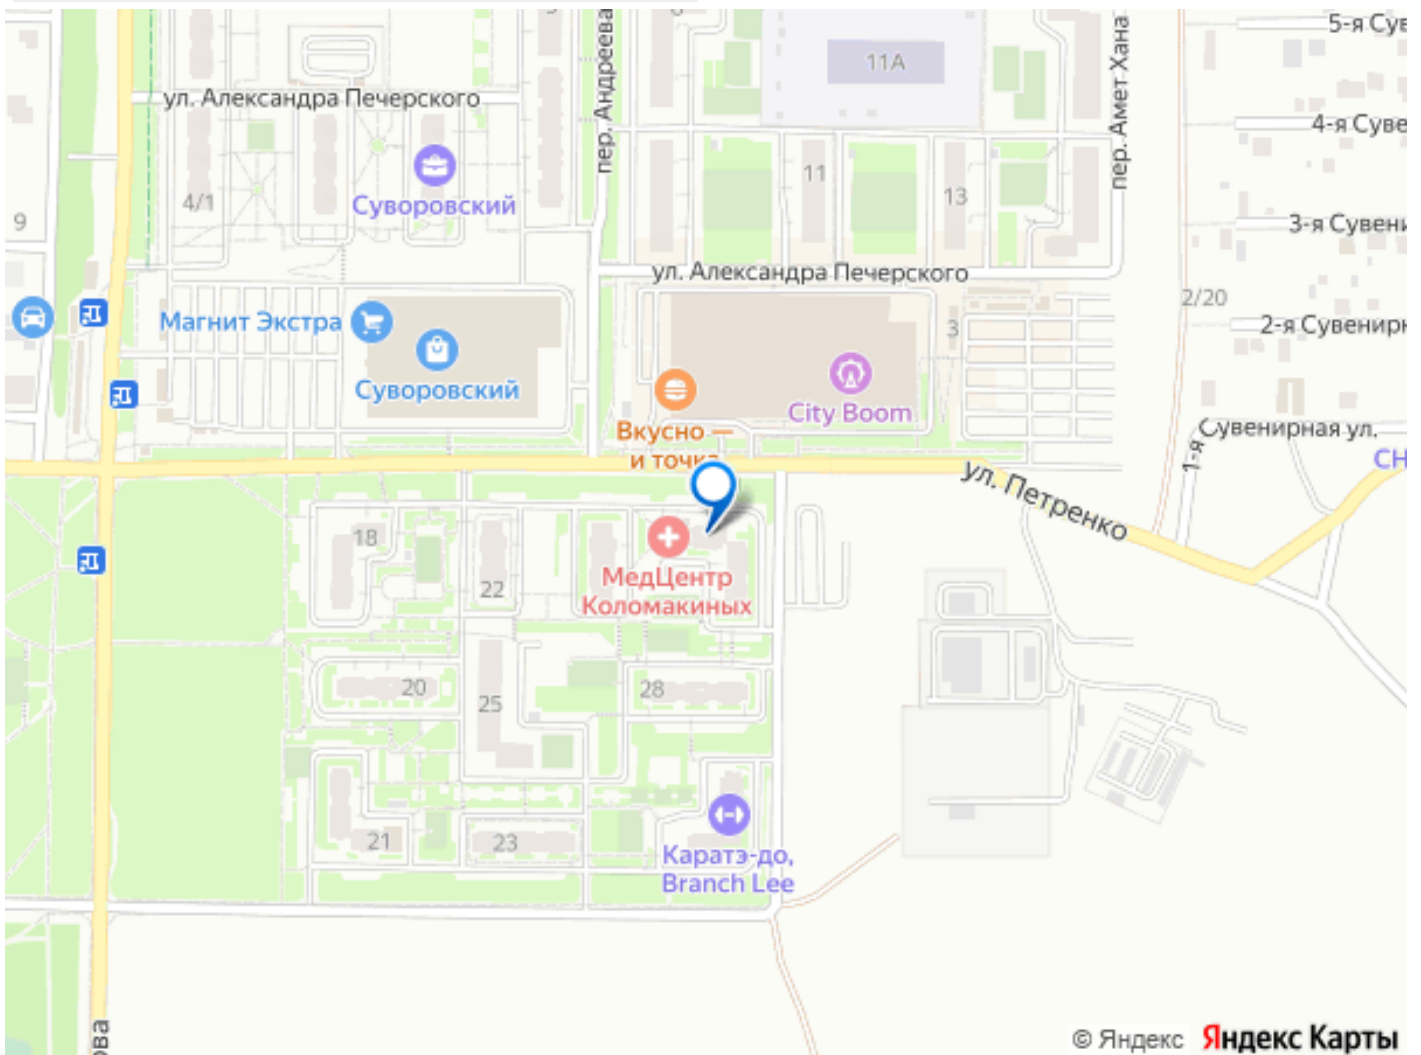 5-я Сув
пер. Андреева
пер. Амет Хана
11А
ул. Александра Печерского
4-я Суве
11
13
4/1
Суворовский
9
3-я Сувени
ул. Александра Печерского
2/20
Магнит Экстра
3
2-я Сувенирн
Суворовский
City Boom
Вкусно —
и точка
1-я
Сувенирная ул.
СН
ул. Петренко
18
22
МедЦентр
Коломакиных
20
28
25
21
23
Каратэ-до,
Branch Lee
ова
© Яндекс Яндекс Карты